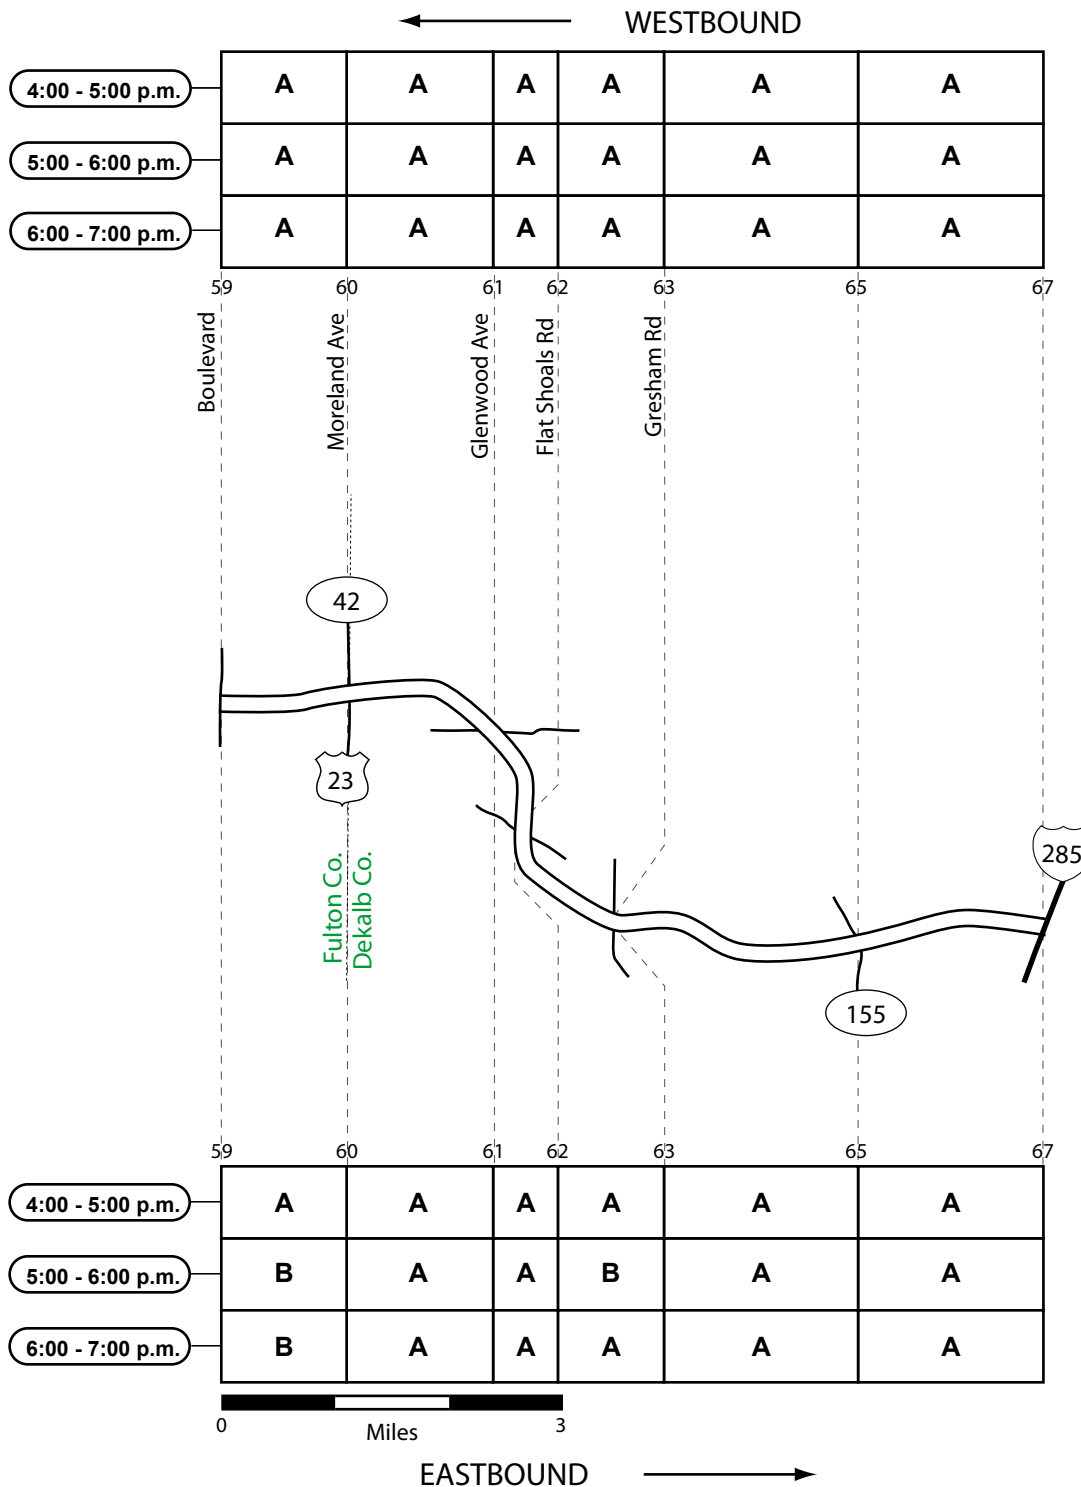 WESTBOUND
4:00 - 5:00 p.m. A A A A A A
5:00 - 6:00 p.m. A A A A A A
6:00 - 7:00 p.m. A A A A A A
59 60 61 62 63 65 67
Boulevard
Moreland Ave
Glenwood Ave
Flat Shoals Rd
Gresham Rd
42
23
285
Fulton Co.
Dekalb Co.
155
59 60 61 62 63 65 67
4:00 - 5:00 p.m. A A A A A A
5:00 - 6:00 p.m. B A A B A A
6:00 - 7:00 p.m. B A A A A A
0 3
Miles
EASTBOUND